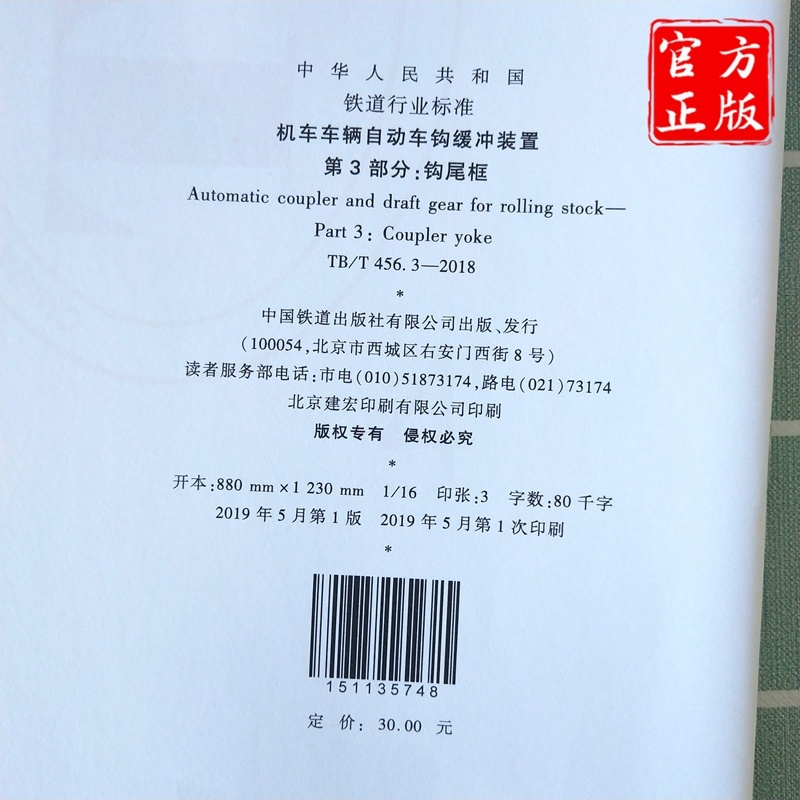 官方
正版
中华人民共和国
铁道行业标准
机车车辆自动车钩缓冲装置
第3部分:钩尾框
Automatic coupler and draft gear for rolling stock—
Part 3: Coupler yoke
TB/T 456.3—2018
*
中国铁道出版社有限公司出版、发行
(100054,北京市西城区右安门西街8号)
读者服务部电话:市电(010)51873174,路电(021)73174
北京建宏印刷有限公司印刷
版权专有 侵权必究
*
开本:880 mm×1 230 mm 1/16 印张:3 字数:80千字
2019年5月第1版 2019年5月第1次印刷
*
151135748
定 价: 30.00 元